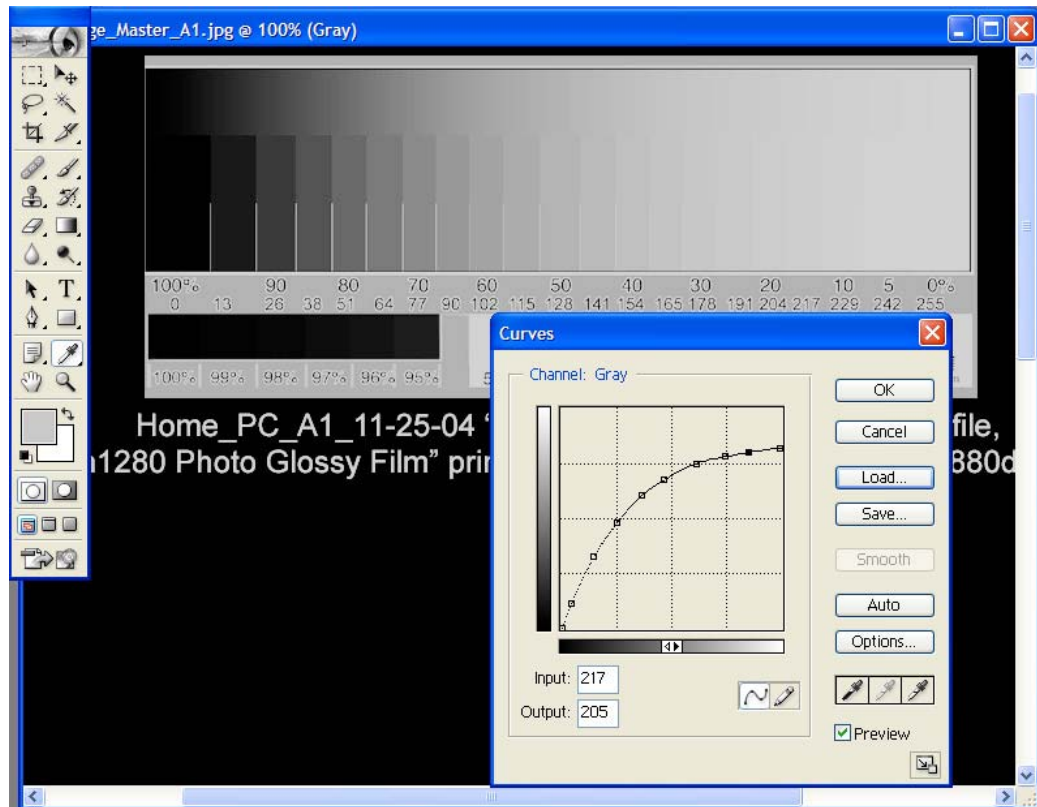 ge_Master_A1.jpg @ 100% (Gray)
100% 90 80 70 60 50 40 30 20 10 5 0%
0 13 26 38 51 64 77 90 102 115 128 141 154 165 178 191 204 217 229 242 255
100% 99% 98% 97% 96% 95% 5
Home_PC_A1_11-25-04 “ file,
1280 Photo Glossy Film” prin 880d
T
Curves
Channel: Gray
OK
Cancel
Load...
Save...
Smooth
Auto
Options...
Input: 217
Output: 205
Preview